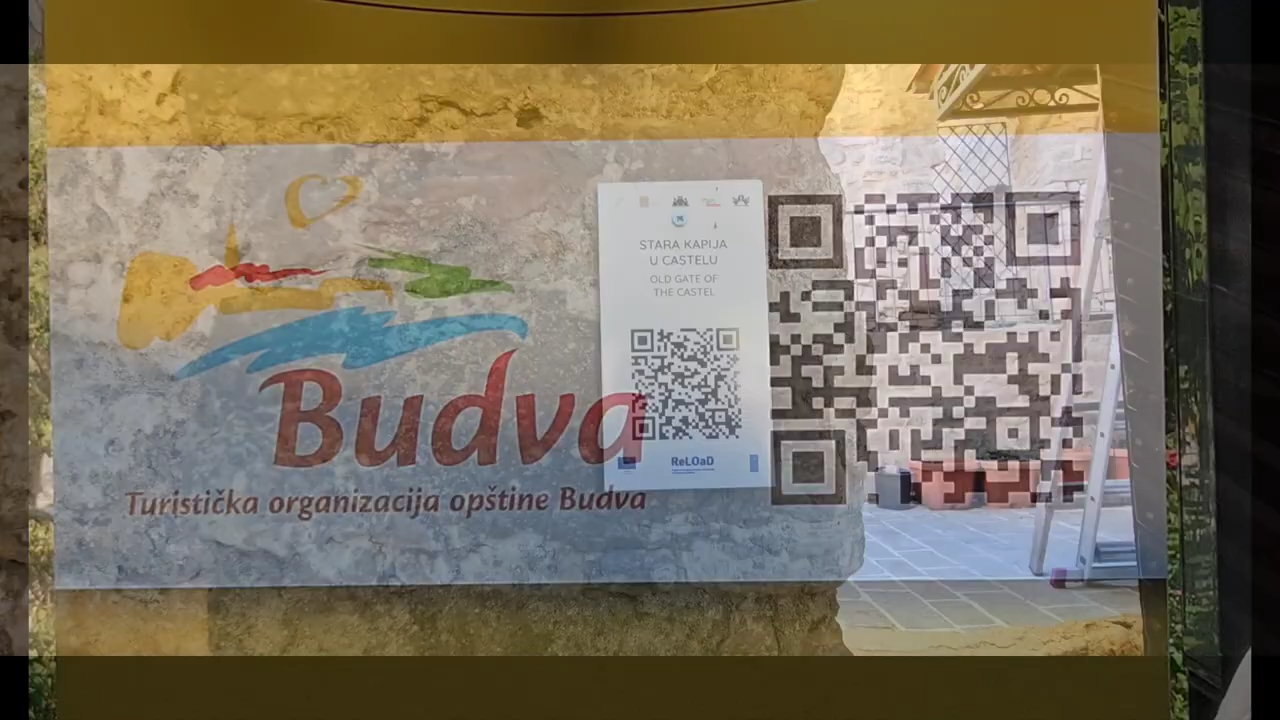 Budva
Turistička organizacija opštine Budva
STARA KAPIJA
U CASTELU
OLD GATE OF
THE CASTEL
ReLOaD